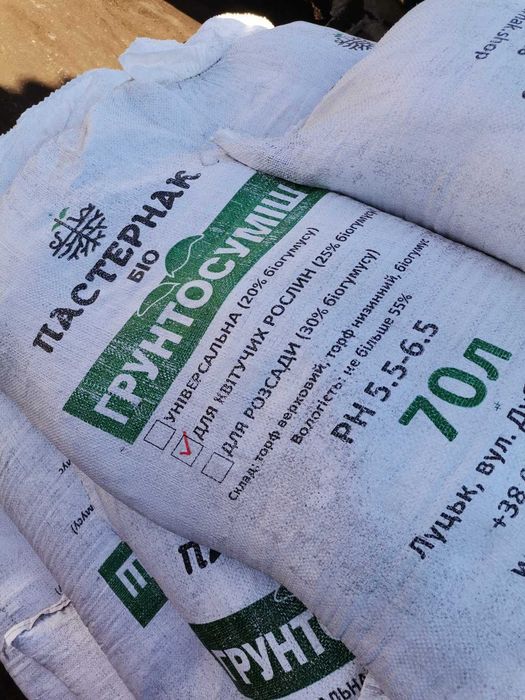 ПАСТЕРНАК
БІО
ГРУНТОСУМІШ
УНІВЕРСАЛЬНА (20% біогумусу)
ДЛЯ КВІТУЧИХ РОСЛИН (25% біогумусу)
ДЛЯ РОЗСАДИ (30% біогумусу)
Склад: торф верховий, торф низинний, біогумус
Вологість: не більше 55%
PH 5.5-6.5
70Л
Луцьк, вул.
+38